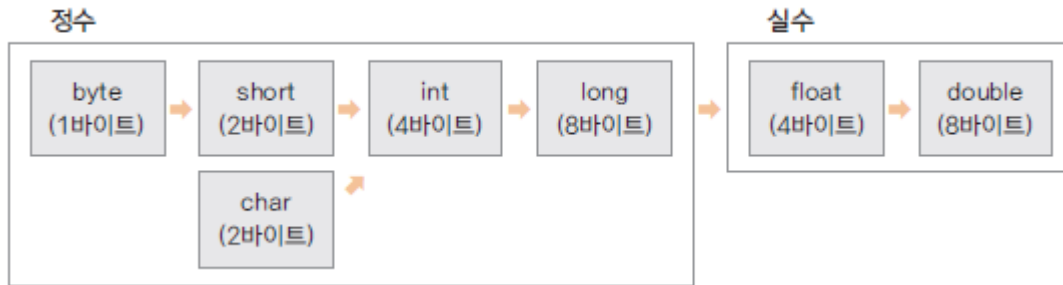 정수
실수
byte
(1바이트)
short
(2바이트)
int
(4바이트)
long
(8바이트)
float
(4바이트)
double
(8바이트)
char
(2바이트)